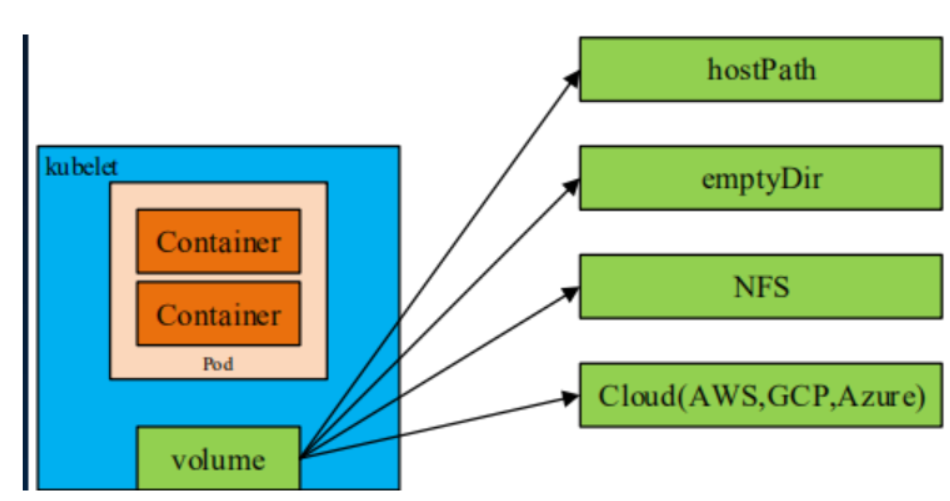 hostPath
kubelet
emptyDir
Container
NFS
Container
Pod
Cloud(AWS,GCP,Azure)
volume